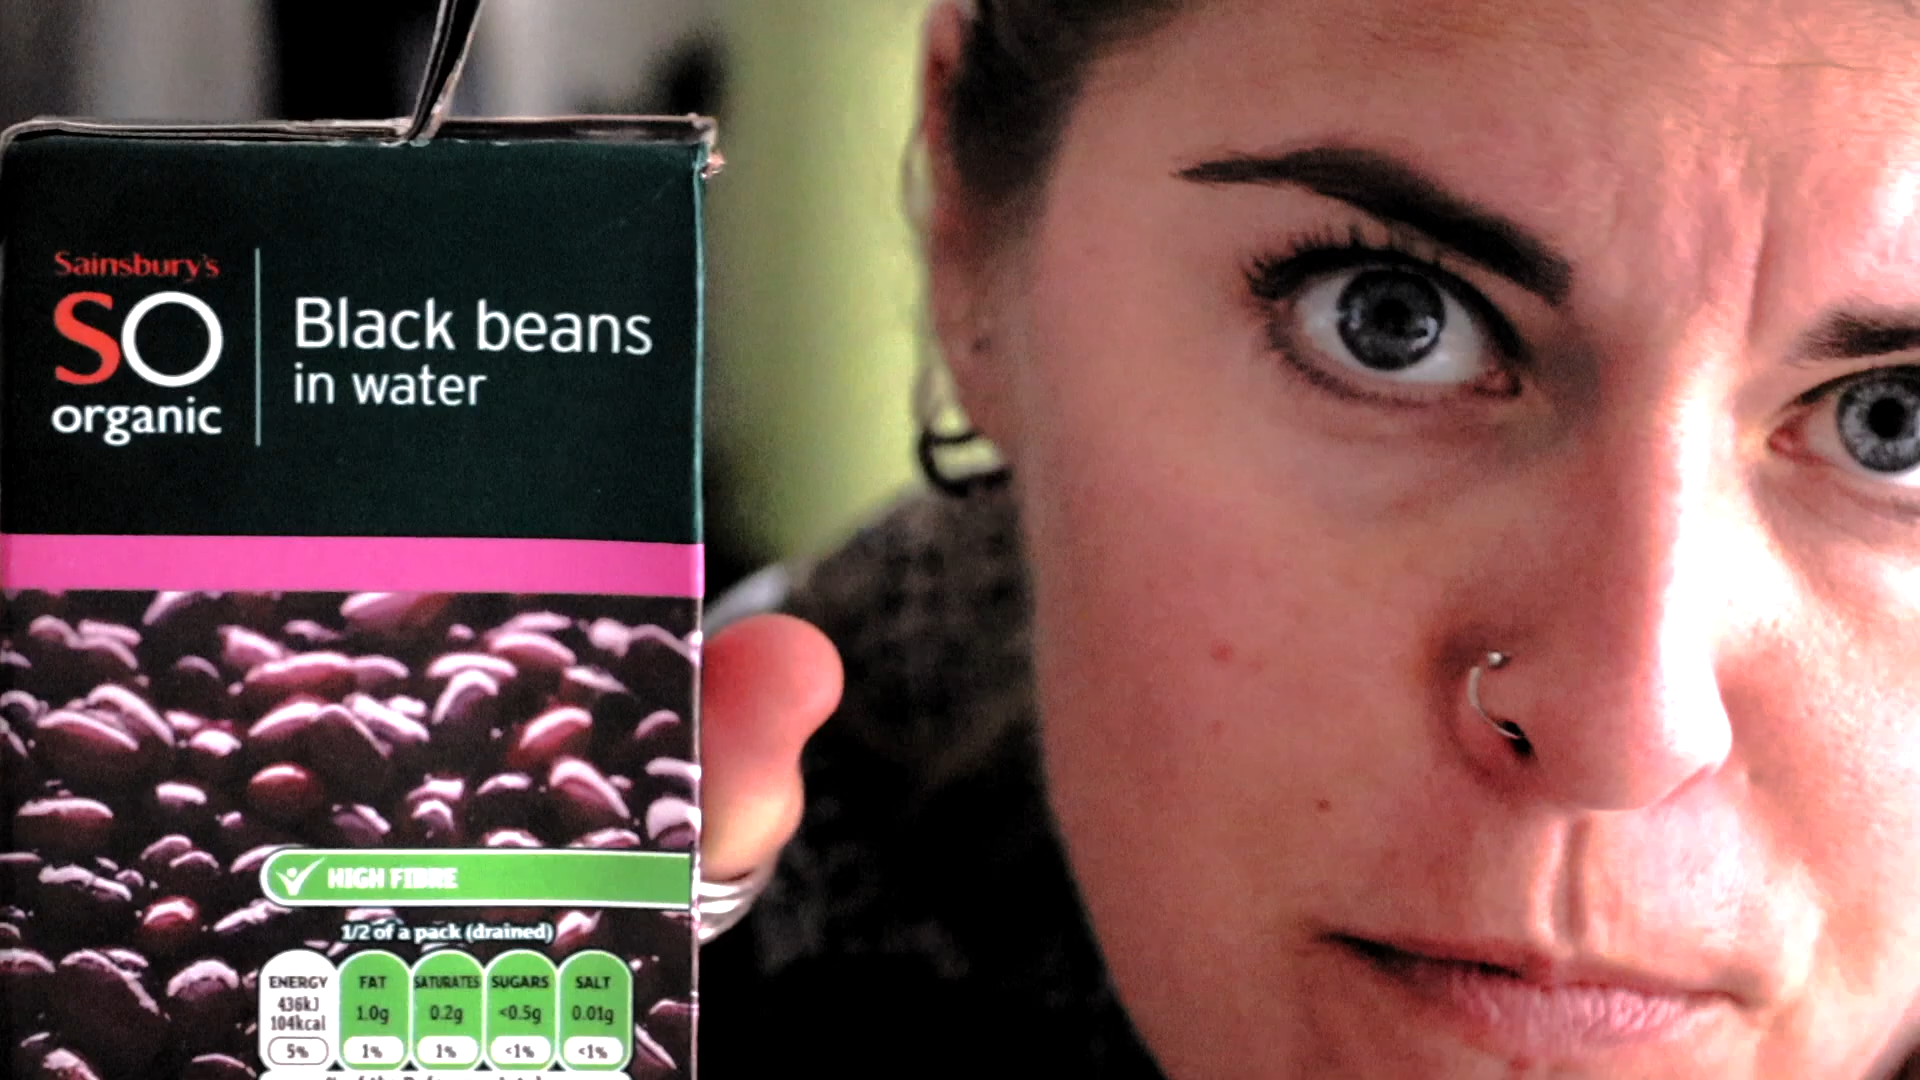 Sainsbury's
SO
organic
Black beans
in water
HIGH FIBRE
1/2 of a pack (drained)
ENERGY
436kJ
104kcal
5%
FAT
1.0g
1%
SATURATES
0.2g
1%
SUGARS
<0.5g
<1%
SALT
0.01g
<1%